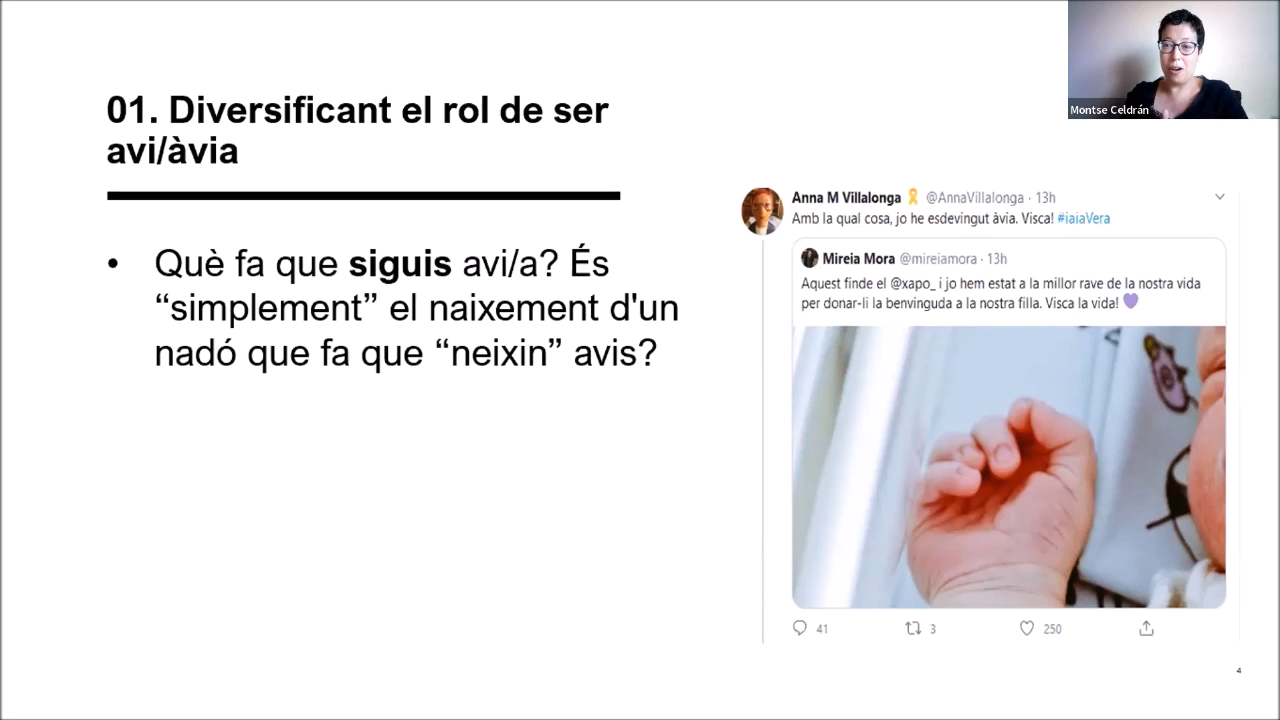 Montse Celdrán
01. Diversificant el rol de ser
avi/àvia
• Què fa que siguis avi/a? És
“simplement” el naixement d'un
nadó que fa que “neixin” avis?
Anna M Villalonga 🎗 @AnnaVillalonga · 13h
Amb la qual cosa, jo he esdevingut àvia. Visca! #iaiaVera
Mireia Mora @mireiamora · 13h
Aquest finde el @xapo_ i jo hem estat a la millor rave de la nostra vida
per donar-li la benvinguda a la nostra filla. Visca la vida! 💜
41 3 250
4